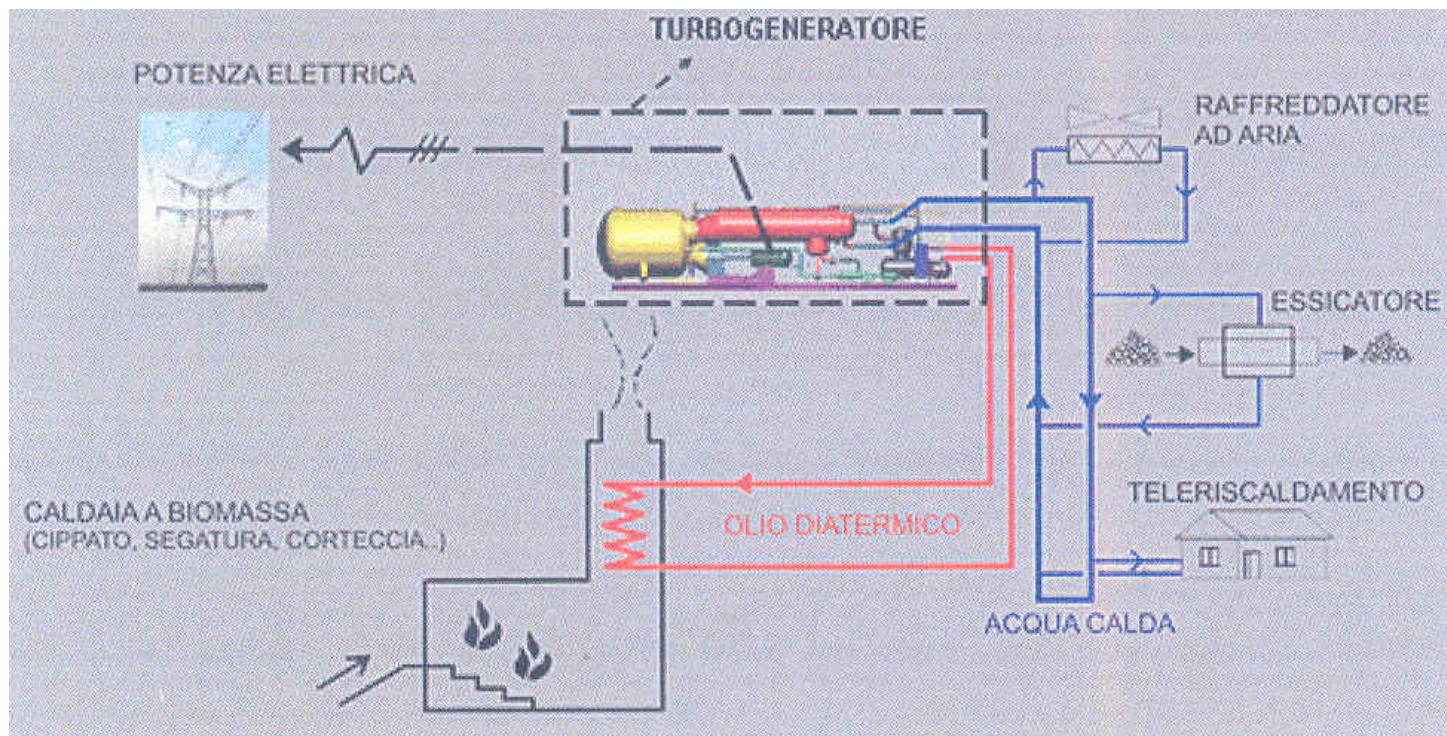 TURBOGENERATORE
POTENZA ELETTRICA
RAFFREDDATORE
AD ARIA
ESSICATORE
TELERISCALDAMENTO
CALDAIA A BIOMASSA
(CIPPATO, SEGATURA, CORTECCIA..)
OLIO DIATERMICO
ACQUA CALDA